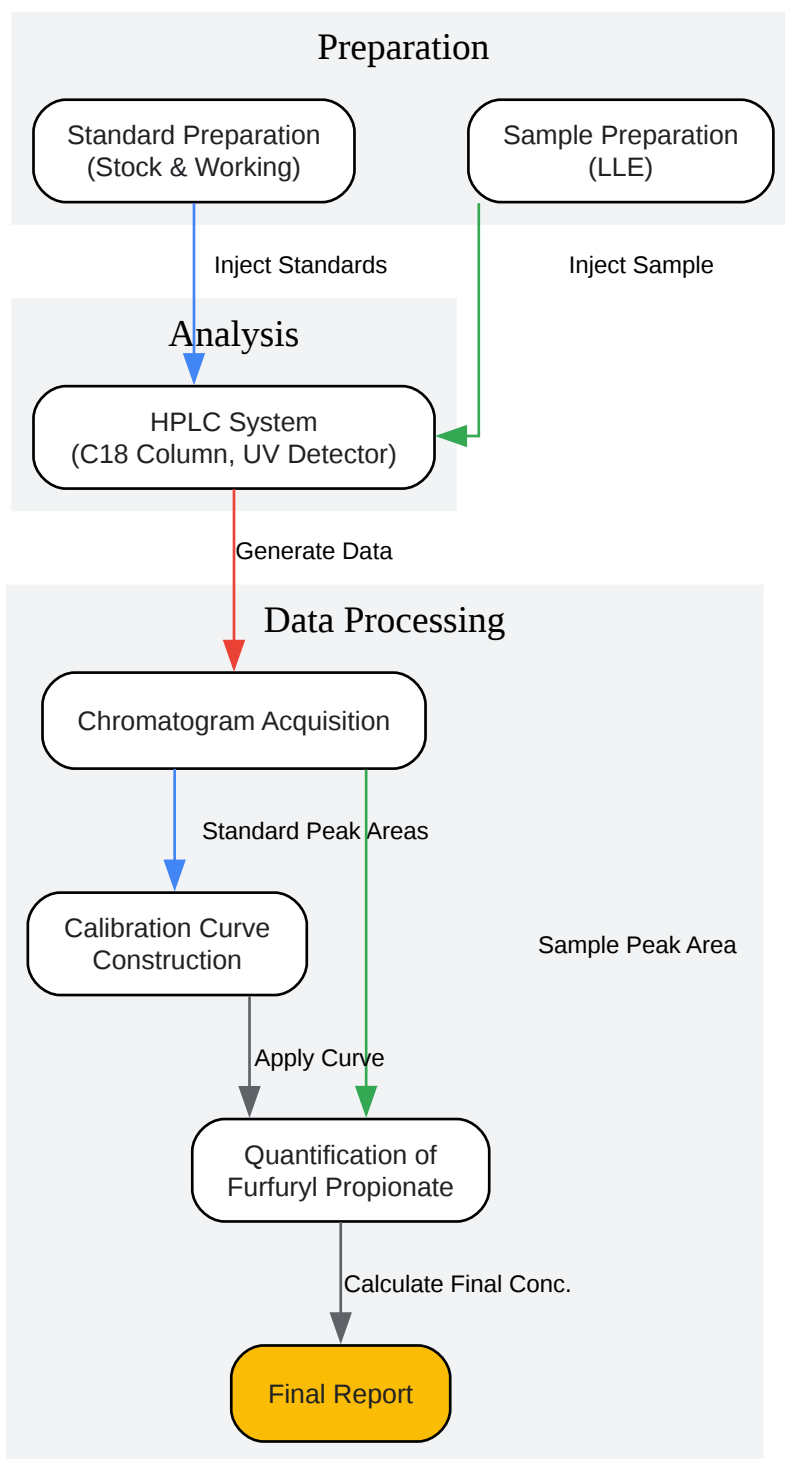 Preparation
Standard Preparation
(Stock & Working)
Sample Preparation
(LLE)
Inject Standards
Inject Sample
Analysis
HPLC System
(C18 Column, UV Detector)
Generate Data
Data Processing
Chromatogram Acquisition
Standard Peak Areas
Calibration Curve
Construction
Sample Peak Area
Apply Curve
Quantification of
Furfuryl Propionate
Calculate Final Conc.
Final Report